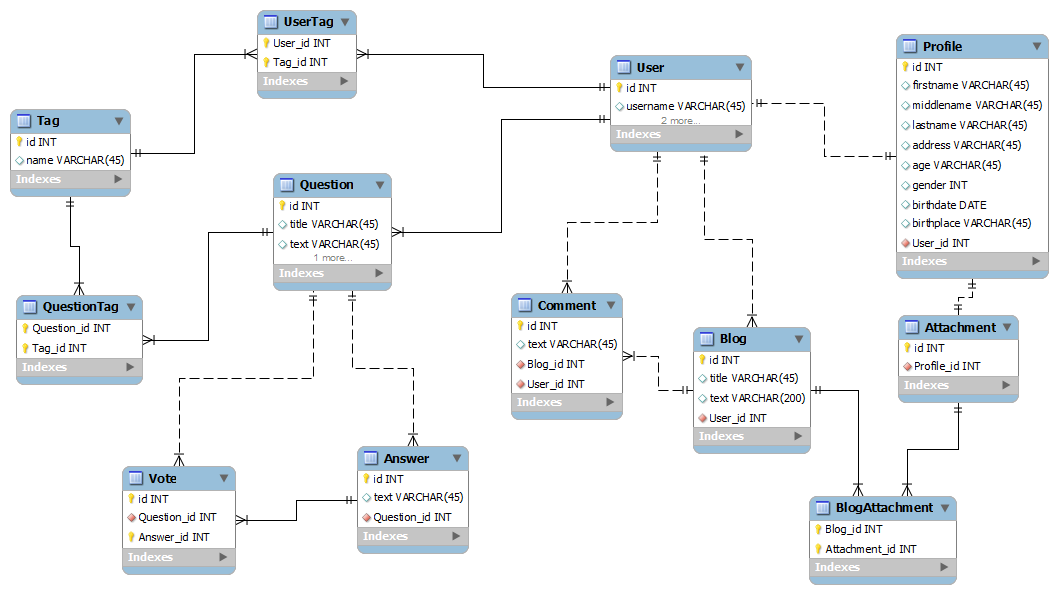 UserTag
User_id INT
Tag_id INT
Indexes
User
id INT
username VARCHAR(45)
2 more...
Indexes
Profile
id INT
firstname VARCHAR(45)
middlename VARCHAR(45)
lastname VARCHAR(45)
address VARCHAR(45)
age VARCHAR(45)
gender INT
birthdate DATE
birthplace VARCHAR(45)
User_id INT
Indexes
Tag
id INT
name VARCHAR(45)
Indexes
Question
id INT
title VARCHAR(45)
text VARCHAR(45)
1 more...
Indexes
QuestionTag
Question_id INT
Tag_id INT
Indexes
Comment
id INT
text VARCHAR(45)
Blog_id INT
User_id INT
Indexes
Blog
id INT
title VARCHAR(45)
text VARCHAR(200)
User_id INT
Indexes
Attachment
id INT
Profile_id INT
Indexes
Vote
id INT
Question_id INT
Answer_id INT
Indexes
Answer
id INT
text VARCHAR(45)
Question_id INT
Indexes
BlogAttachment
Blog_id INT
Attachment_id INT
Indexes